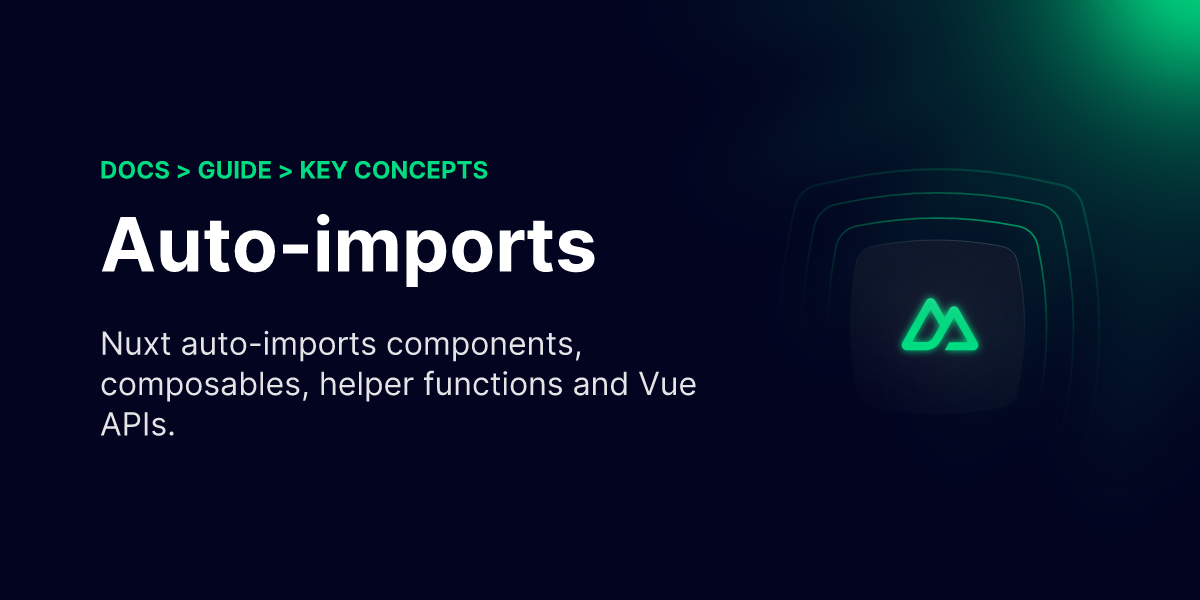 DOCS > GUIDE > KEY CONCEPTS
Auto-imports
Nuxt auto-imports components,
composables, helper functions and Vue
APIs.